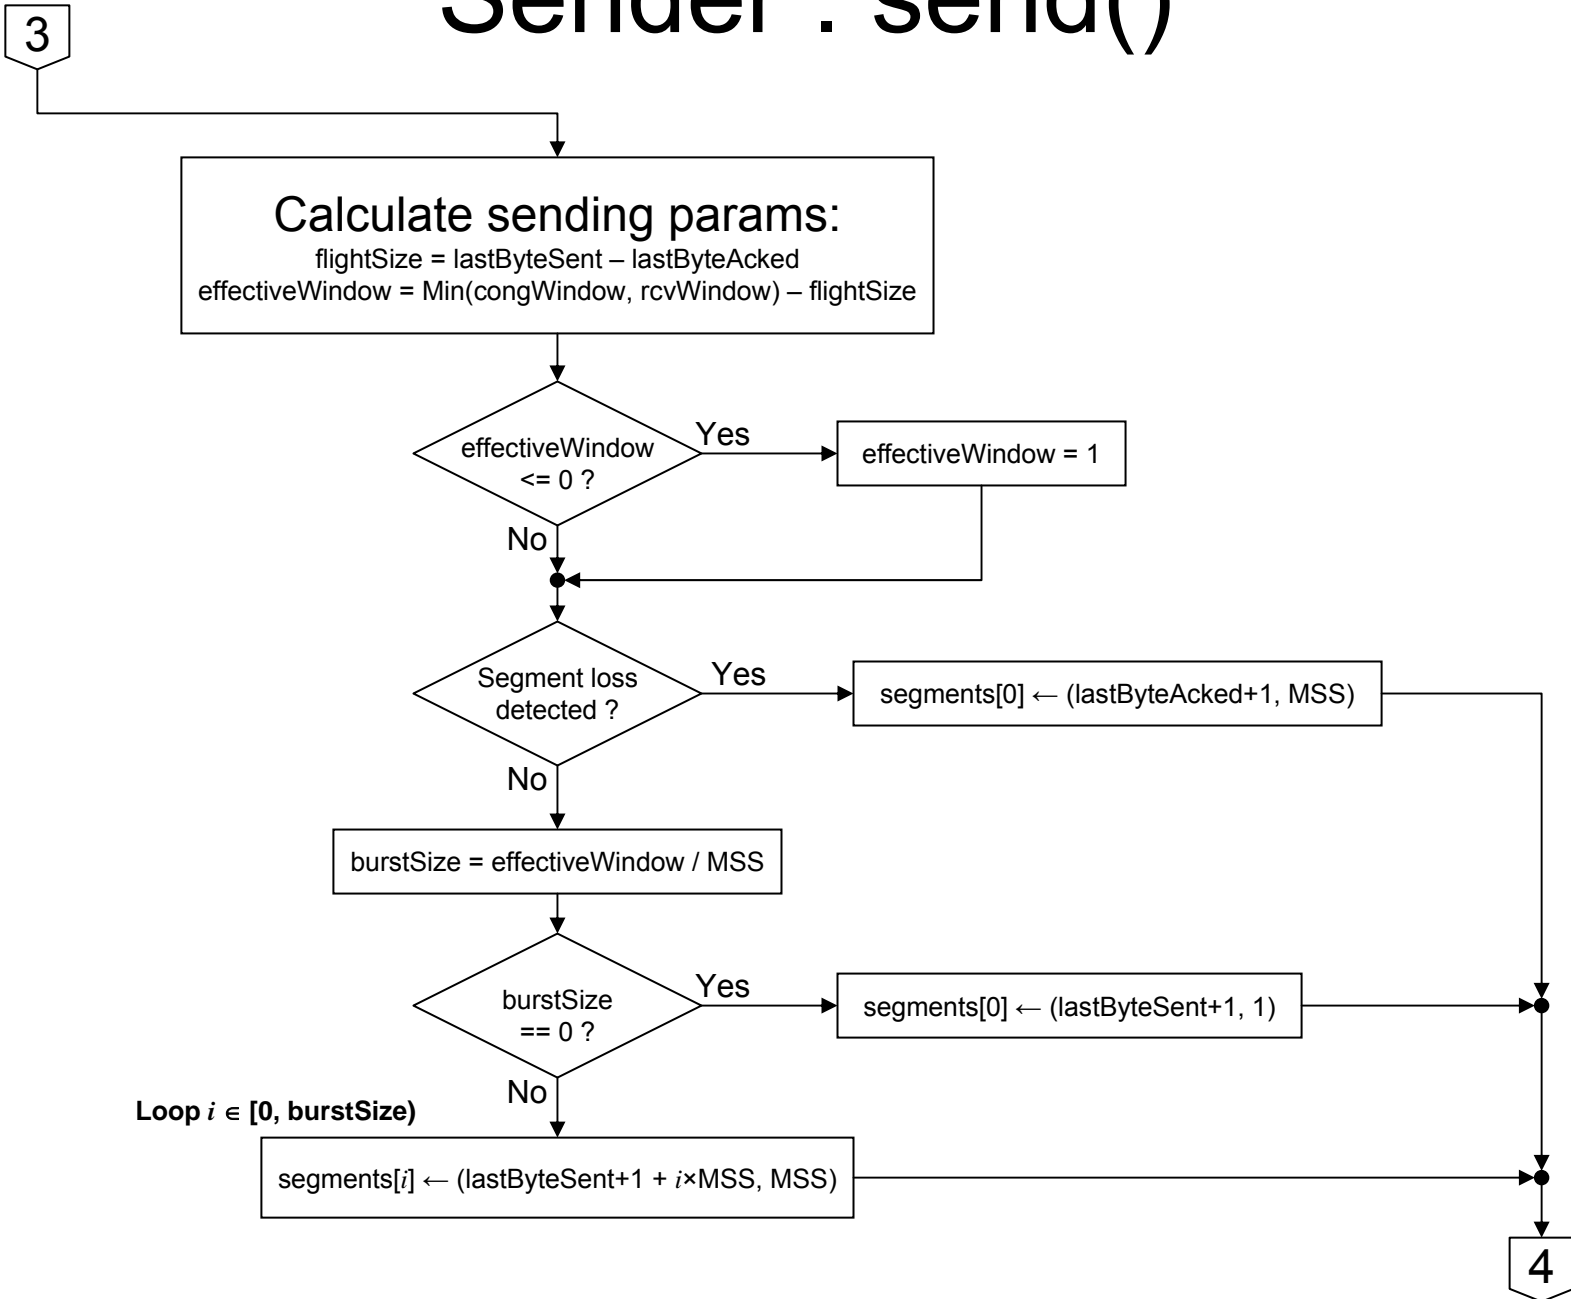 Sender : send()
3
Calculate sending params:
flightSize = lastByteSent – lastByteAcked
effectiveWindow = Min(congWindow, rcvWindow) – flightSize
effectiveWindow
<= 0 ?
Yes
effectiveWindow = 1
No
Segment loss
detected ?
Yes
segments[0] ← (lastByteAcked+1, MSS)
No
burstSize = effectiveWindow / MSS
burstSize
== 0 ?
Yes
segments[0] ← (lastByteSent+1, 1)
No
Loop i ∈ [0, burstSize)
segments[i] ← (lastByteSent+1 + i×MSS, MSS)
4